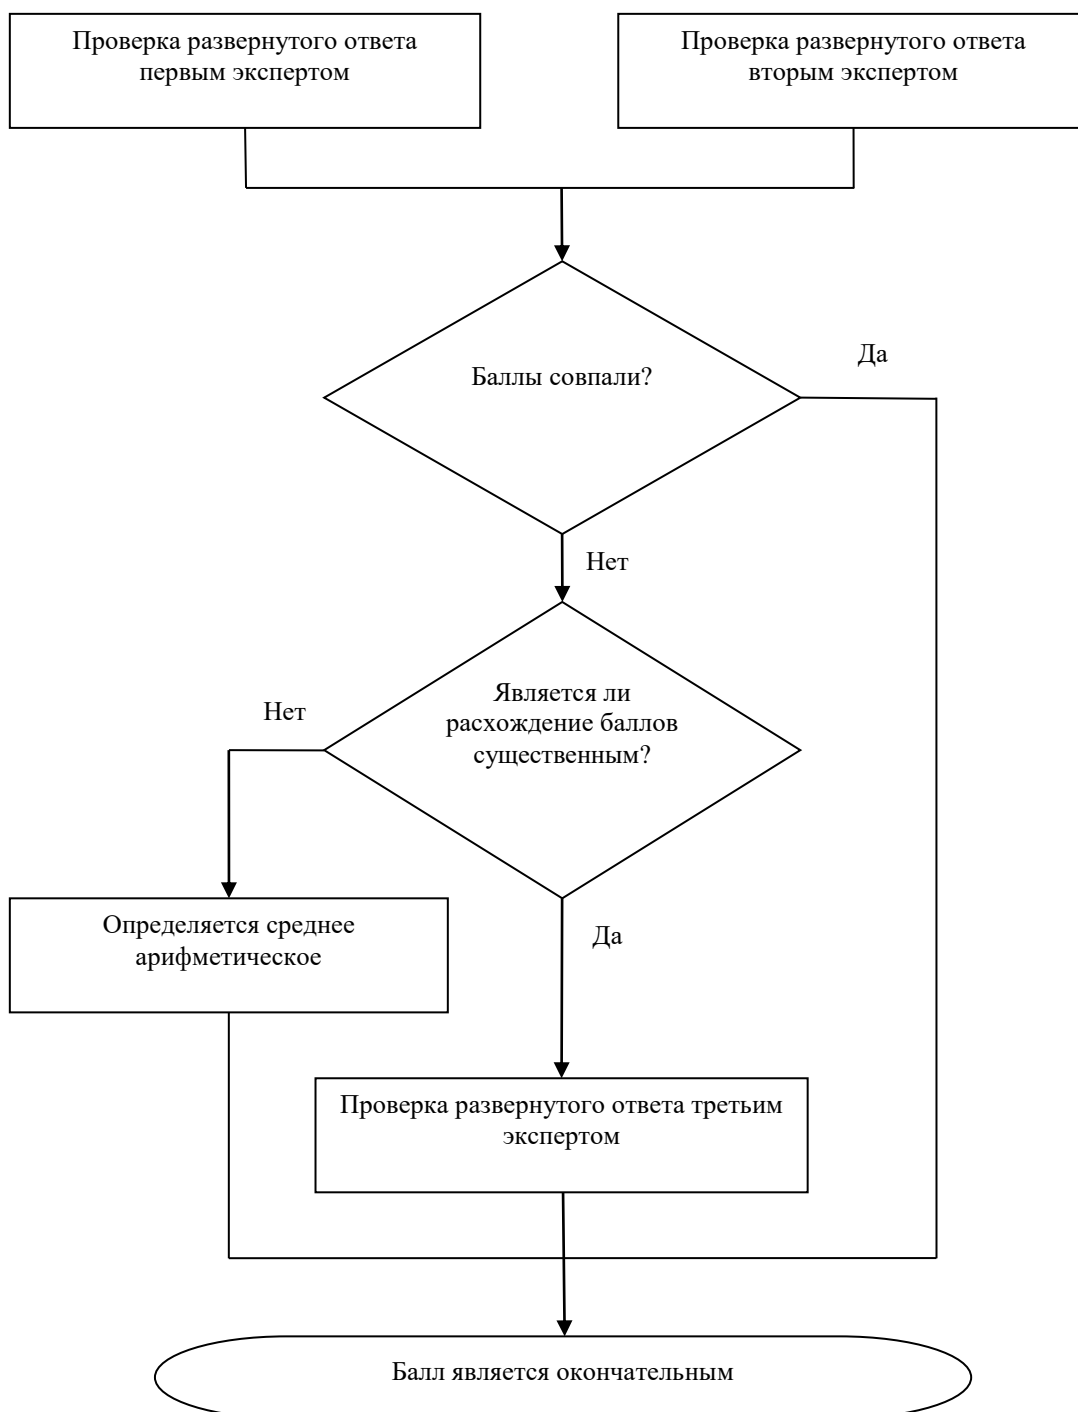 Проверка развернутого ответа
первым экспертом
Проверка развернутого ответа
вторым экспертом
Баллы совпали?
Да
Нет
Является ли
расхождение баллов
существенным?
Нет
Определяется среднее
арифметическое
Да
Проверка развернутого ответа третьим
экспертом
Балл является окончательным